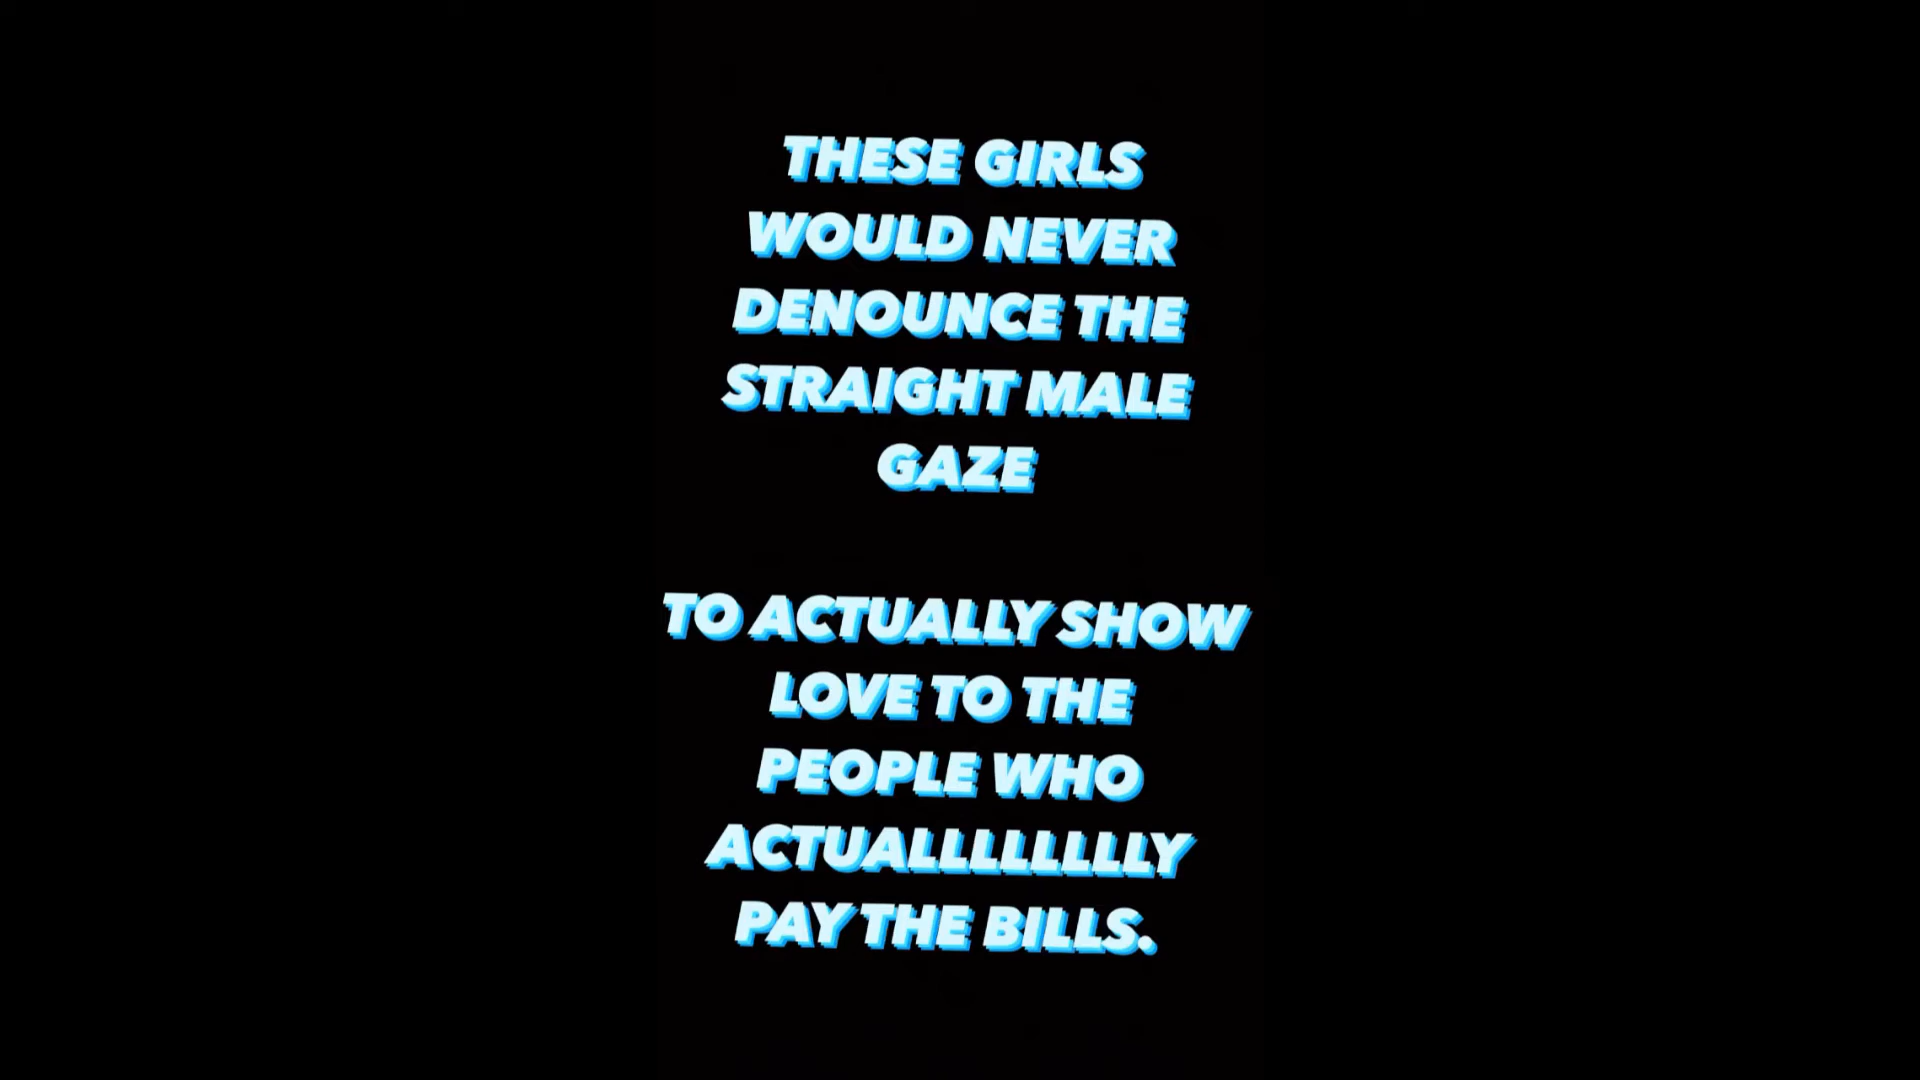 THESE GIRLS
WOULD NEVER
DENOUNCE THE
STRAIGHT MALE
GAZE
TO ACTUALLY SHOW
LOVE TO THE
PEOPLE WHO
ACTUALLLLLLLLLY
PAY THE BILLS.